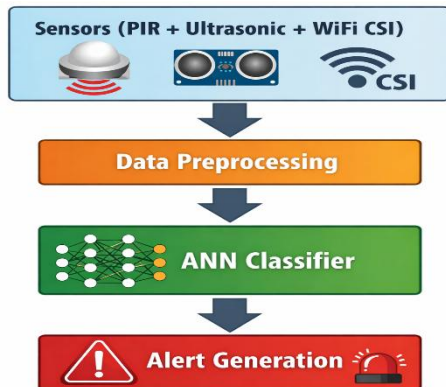 Sensors (PIR + Ultrasonic + WiFi CSI)
CSI
Data Preprocessing
ANN Classifier
Alert Generation